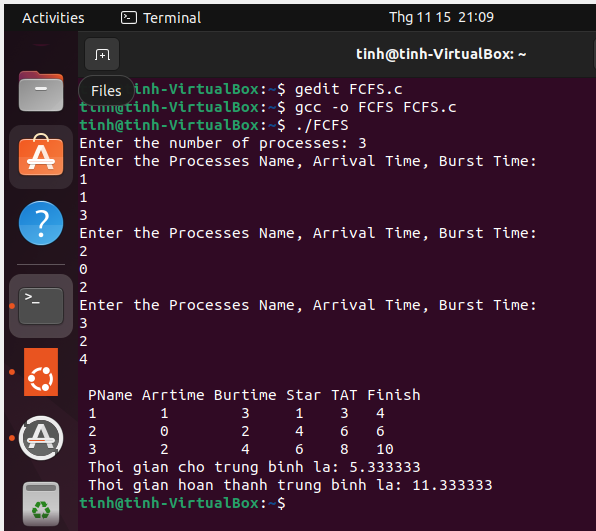 Activities Terminal Thg 11 15 21:09
tinh@tinh-VirtualBox: ~
Files
tinh@tinh-VirtualBox:~$ gedit FCFS.c
tinh@tinh-VirtualBox:~$ gcc -o FCFS FCFS.c
tinh@tinh-VirtualBox:~$ ./FCFS
Enter the number of processes: 3
Enter the Processes Name, Arrival Time, Burst Time:
1
1
3
Enter the Processes Name, Arrival Time, Burst Time:
2
0
2
Enter the Processes Name, Arrival Time, Burst Time:
3
2
4
PName Arrtime Burtime Star TAT Finish
1 1 3 1 3 4
2 0 2 4 6 6
3 2 4 6 8 10
Thoi gian cho trung binh la: 5.333333
Thoi gian hoan thanh trung binh la: 11.333333
tinh@tinh-VirtualBox:~$